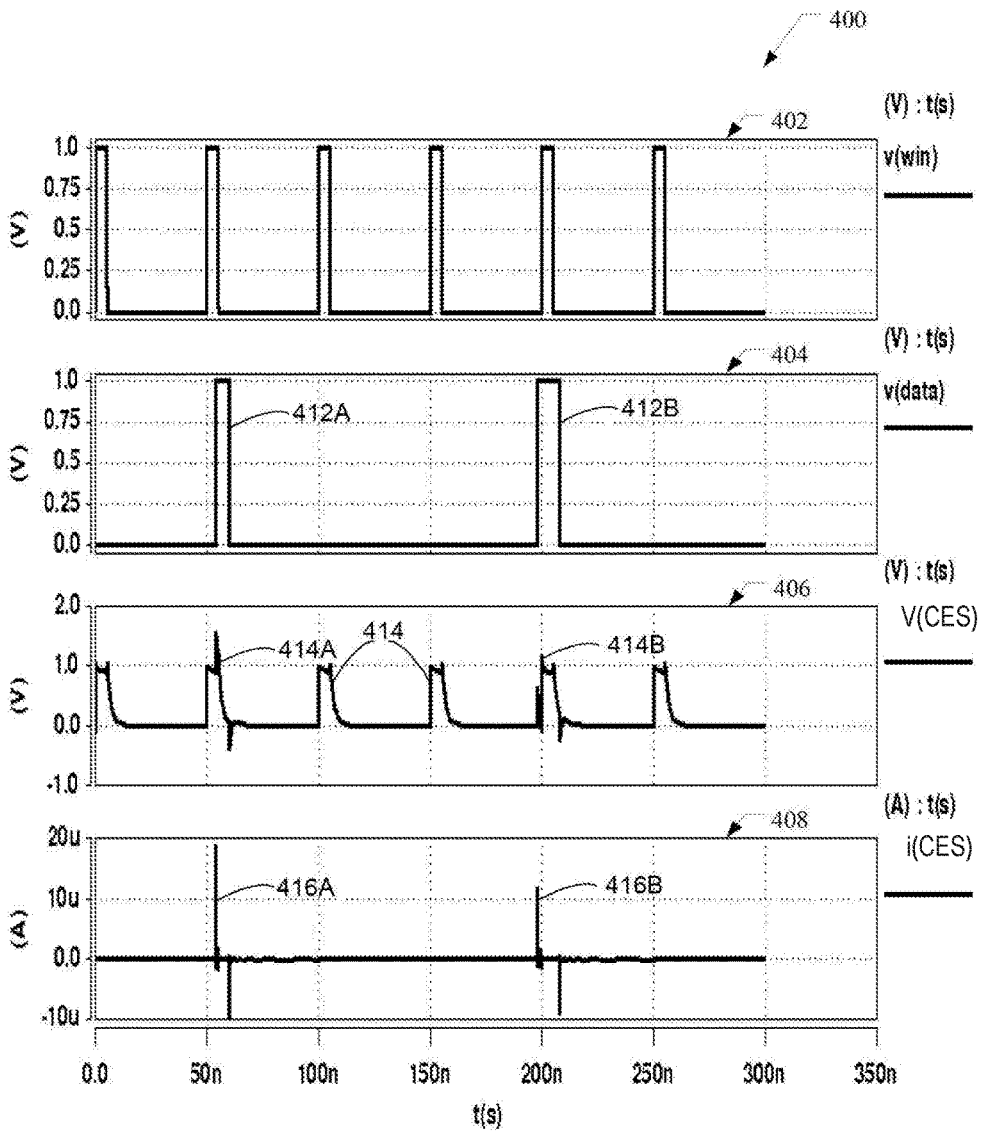 400
(V) : t(s)
402
v(win)
1.0
0.75
0.5
0.25
0.0
(V)
(V) : t(s)
404
v(data)
1.0
0.75
0.5
0.25
0.0
(V)
412A
412B
(V) : t(s)
406
V(CES)
2.0
1.0
0.0
-1.0
(V)
414A
414
414B
(A) : t(s)
408
i(CES)
20u
10u
0.0
-10u
(A)
416A
416B
0.0 50n 100n 150n 200n 250n 300n 350n
t(s)